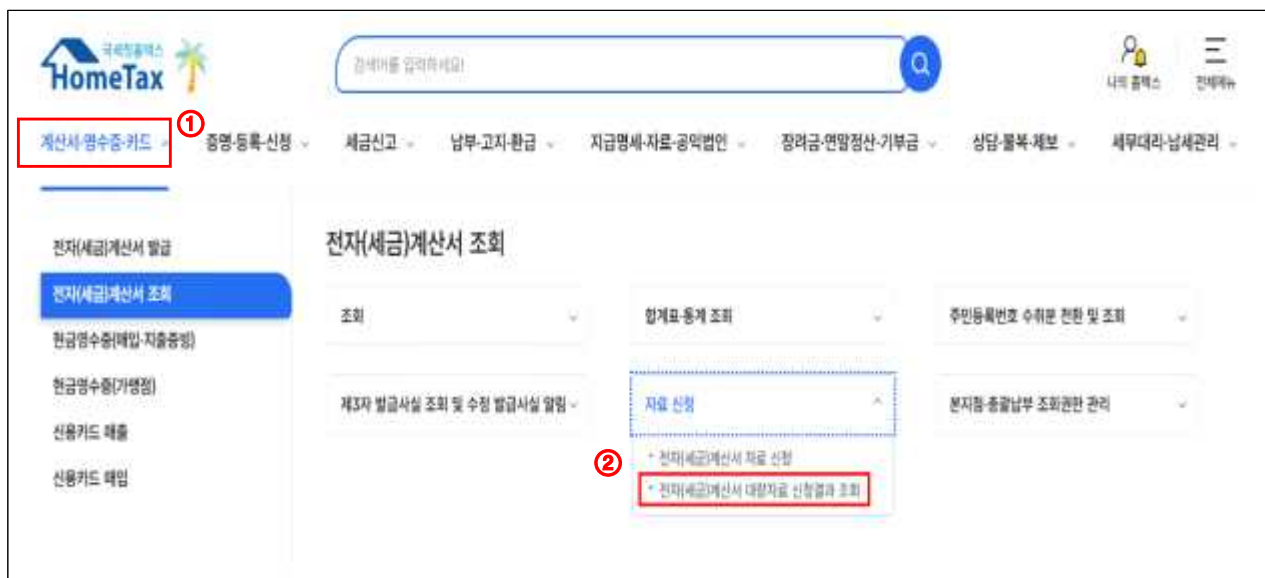 국세청홈택스
HomeTax
검색어를 입력하세요!
나의 홈택스
전체메뉴
①
계산서·영수증·카드
증명·등록·신청
세금신고
납부·고지·환급
지급명세·자료·공익법인
장려금·연말정산·기부금
상담·불복·제보
세무대리·납세관리
전자(세금)계산서 발급
전자(세금)계산서 조회
현금영수증(매입·지출증빙)
현금영수증(가맹점)
신용카드 매출
신용카드 매입
전자(세금)계산서 조회
조회
합계표·통계 조회
주민등록번호 수취분 전환 및 조회
제3자 발급사실 조회 및 수정 발급사실 알림
자료 신청
본지점·총괄납부 조회권한 관리
②
전자(세금)계산서 자료 신청
전자(세금)계산서 대량자료 신청결과 조회